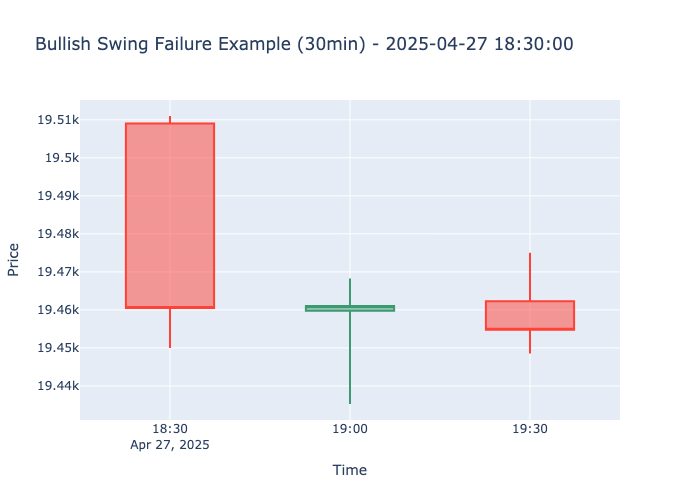 Bullish Swing Failure Example (30min) - 2025-04-27 18:30:00
19.51k
19.5k
19.49k
19.48k
19.47k
19.46k
19.45k
19.44k
Price
18:30
Apr 27, 2025
19:00
19:30
Time